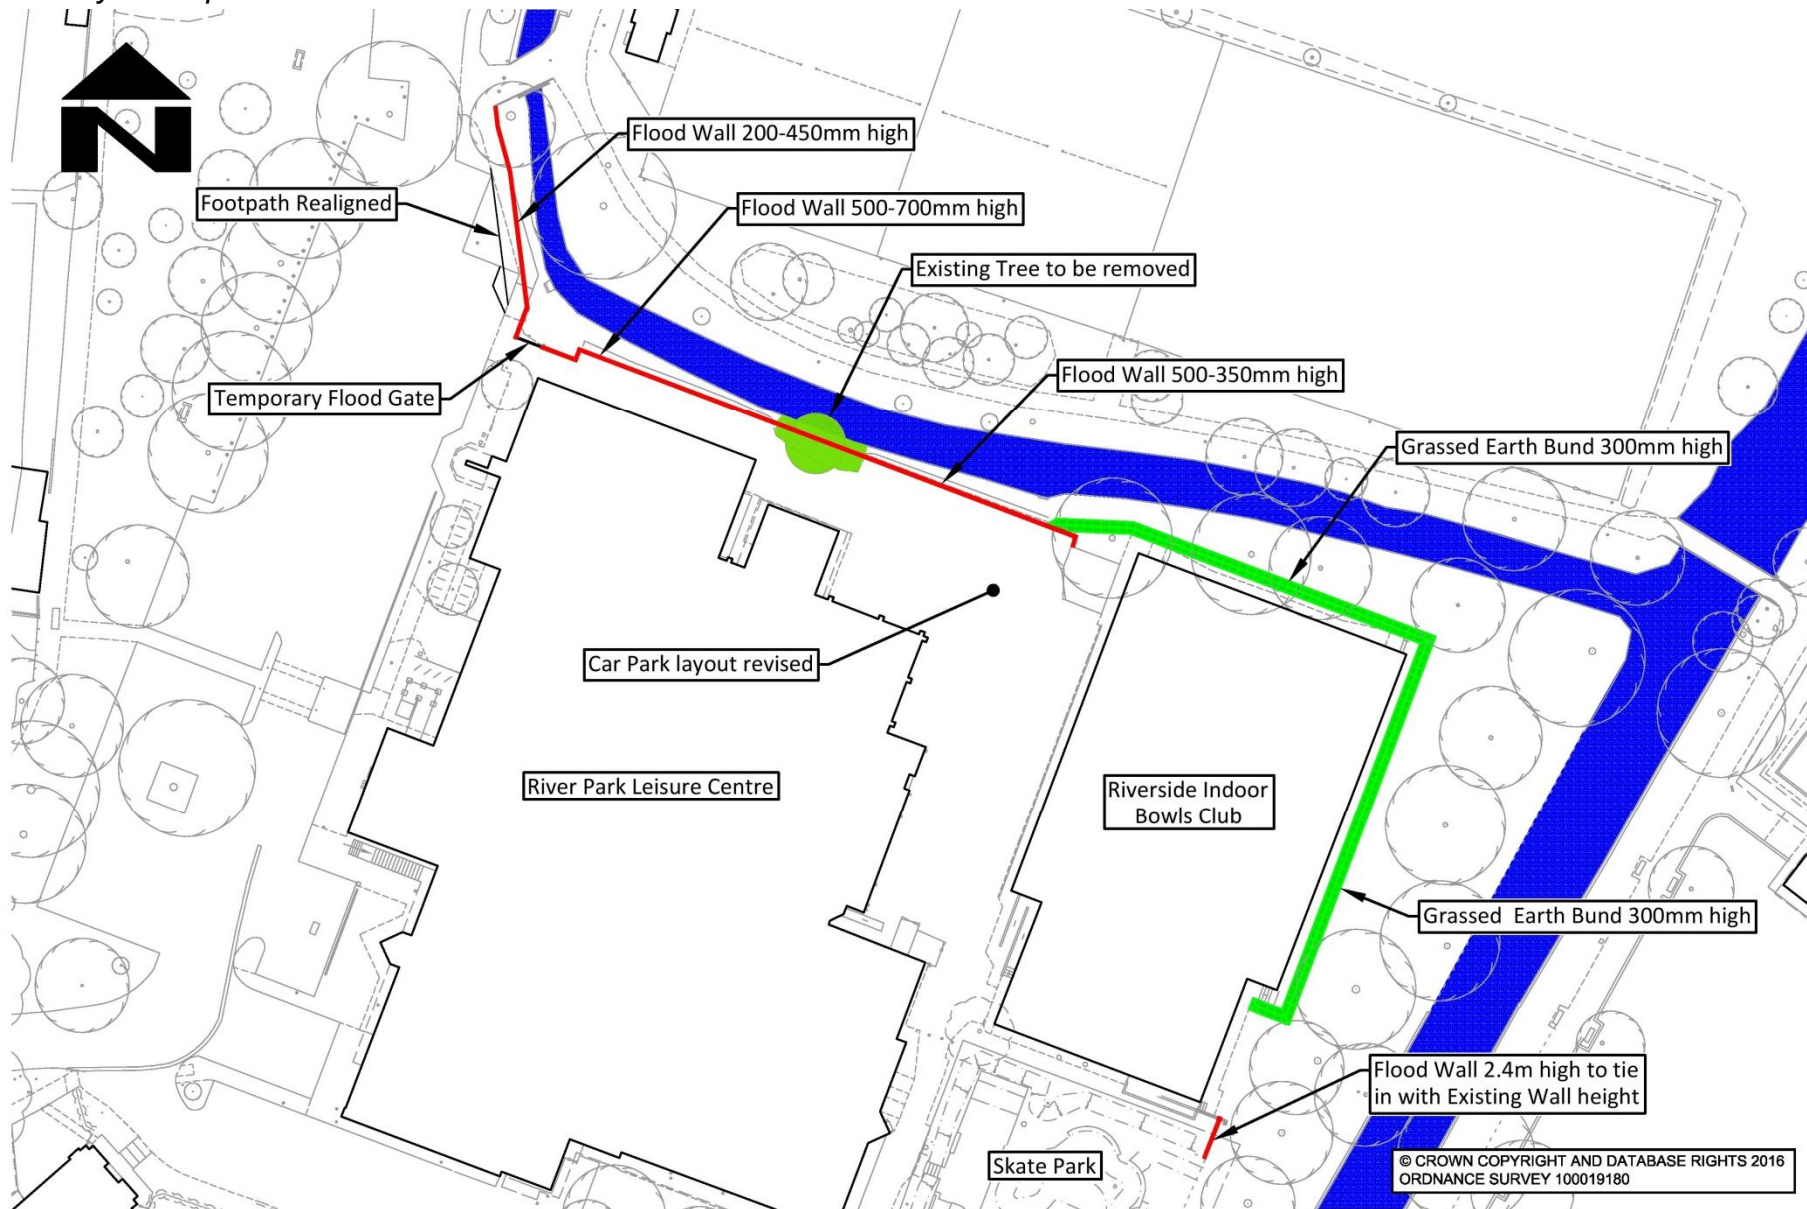 N
Flood Wall 200-450mm high
Footpath Realigned
Flood Wall 500-700mm high
Existing Tree to be removed
Temporary Flood Gate
Flood Wall 500-350mm high
Grassed Earth Bund 300mm high
Car Park layout revised
River Park Leisure Centre
Riverside Indoor
Bowls Club
Grassed Earth Bund 300mm high
Flood Wall 2.4m high to tie
in with Existing Wall height
Skate Park
© CROWN COPYRIGHT AND DATABASE RIGHTS 2016
ORDNANCE SURVEY 100019180